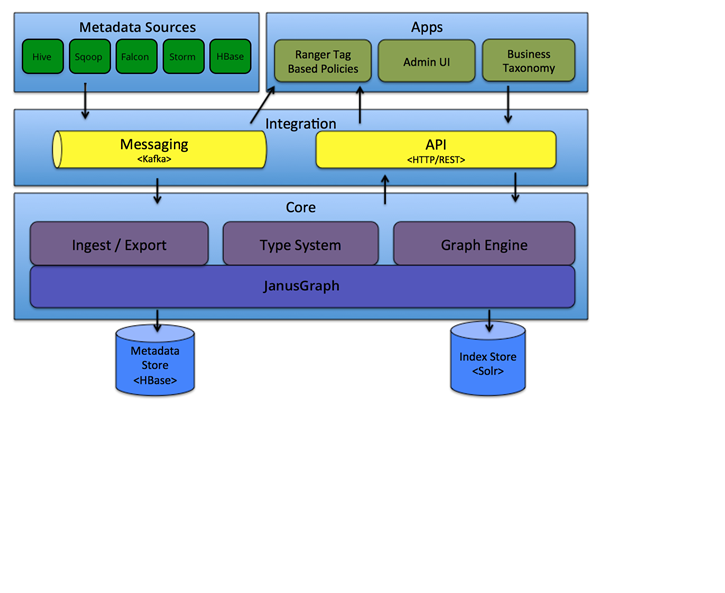 Metadata Sources
Hive
Sqoop
Falcon
Storm
HBase
Apps
Ranger Tag
Based Policies
Admin UI
Business
Taxonomy
Integration
Messaging
<Kafka>
API
<HTTP/REST>
Core
Ingest / Export
Type System
Graph Engine
JanusGraph
Metadata
Store
<HBase>
Index Store
<Solr>